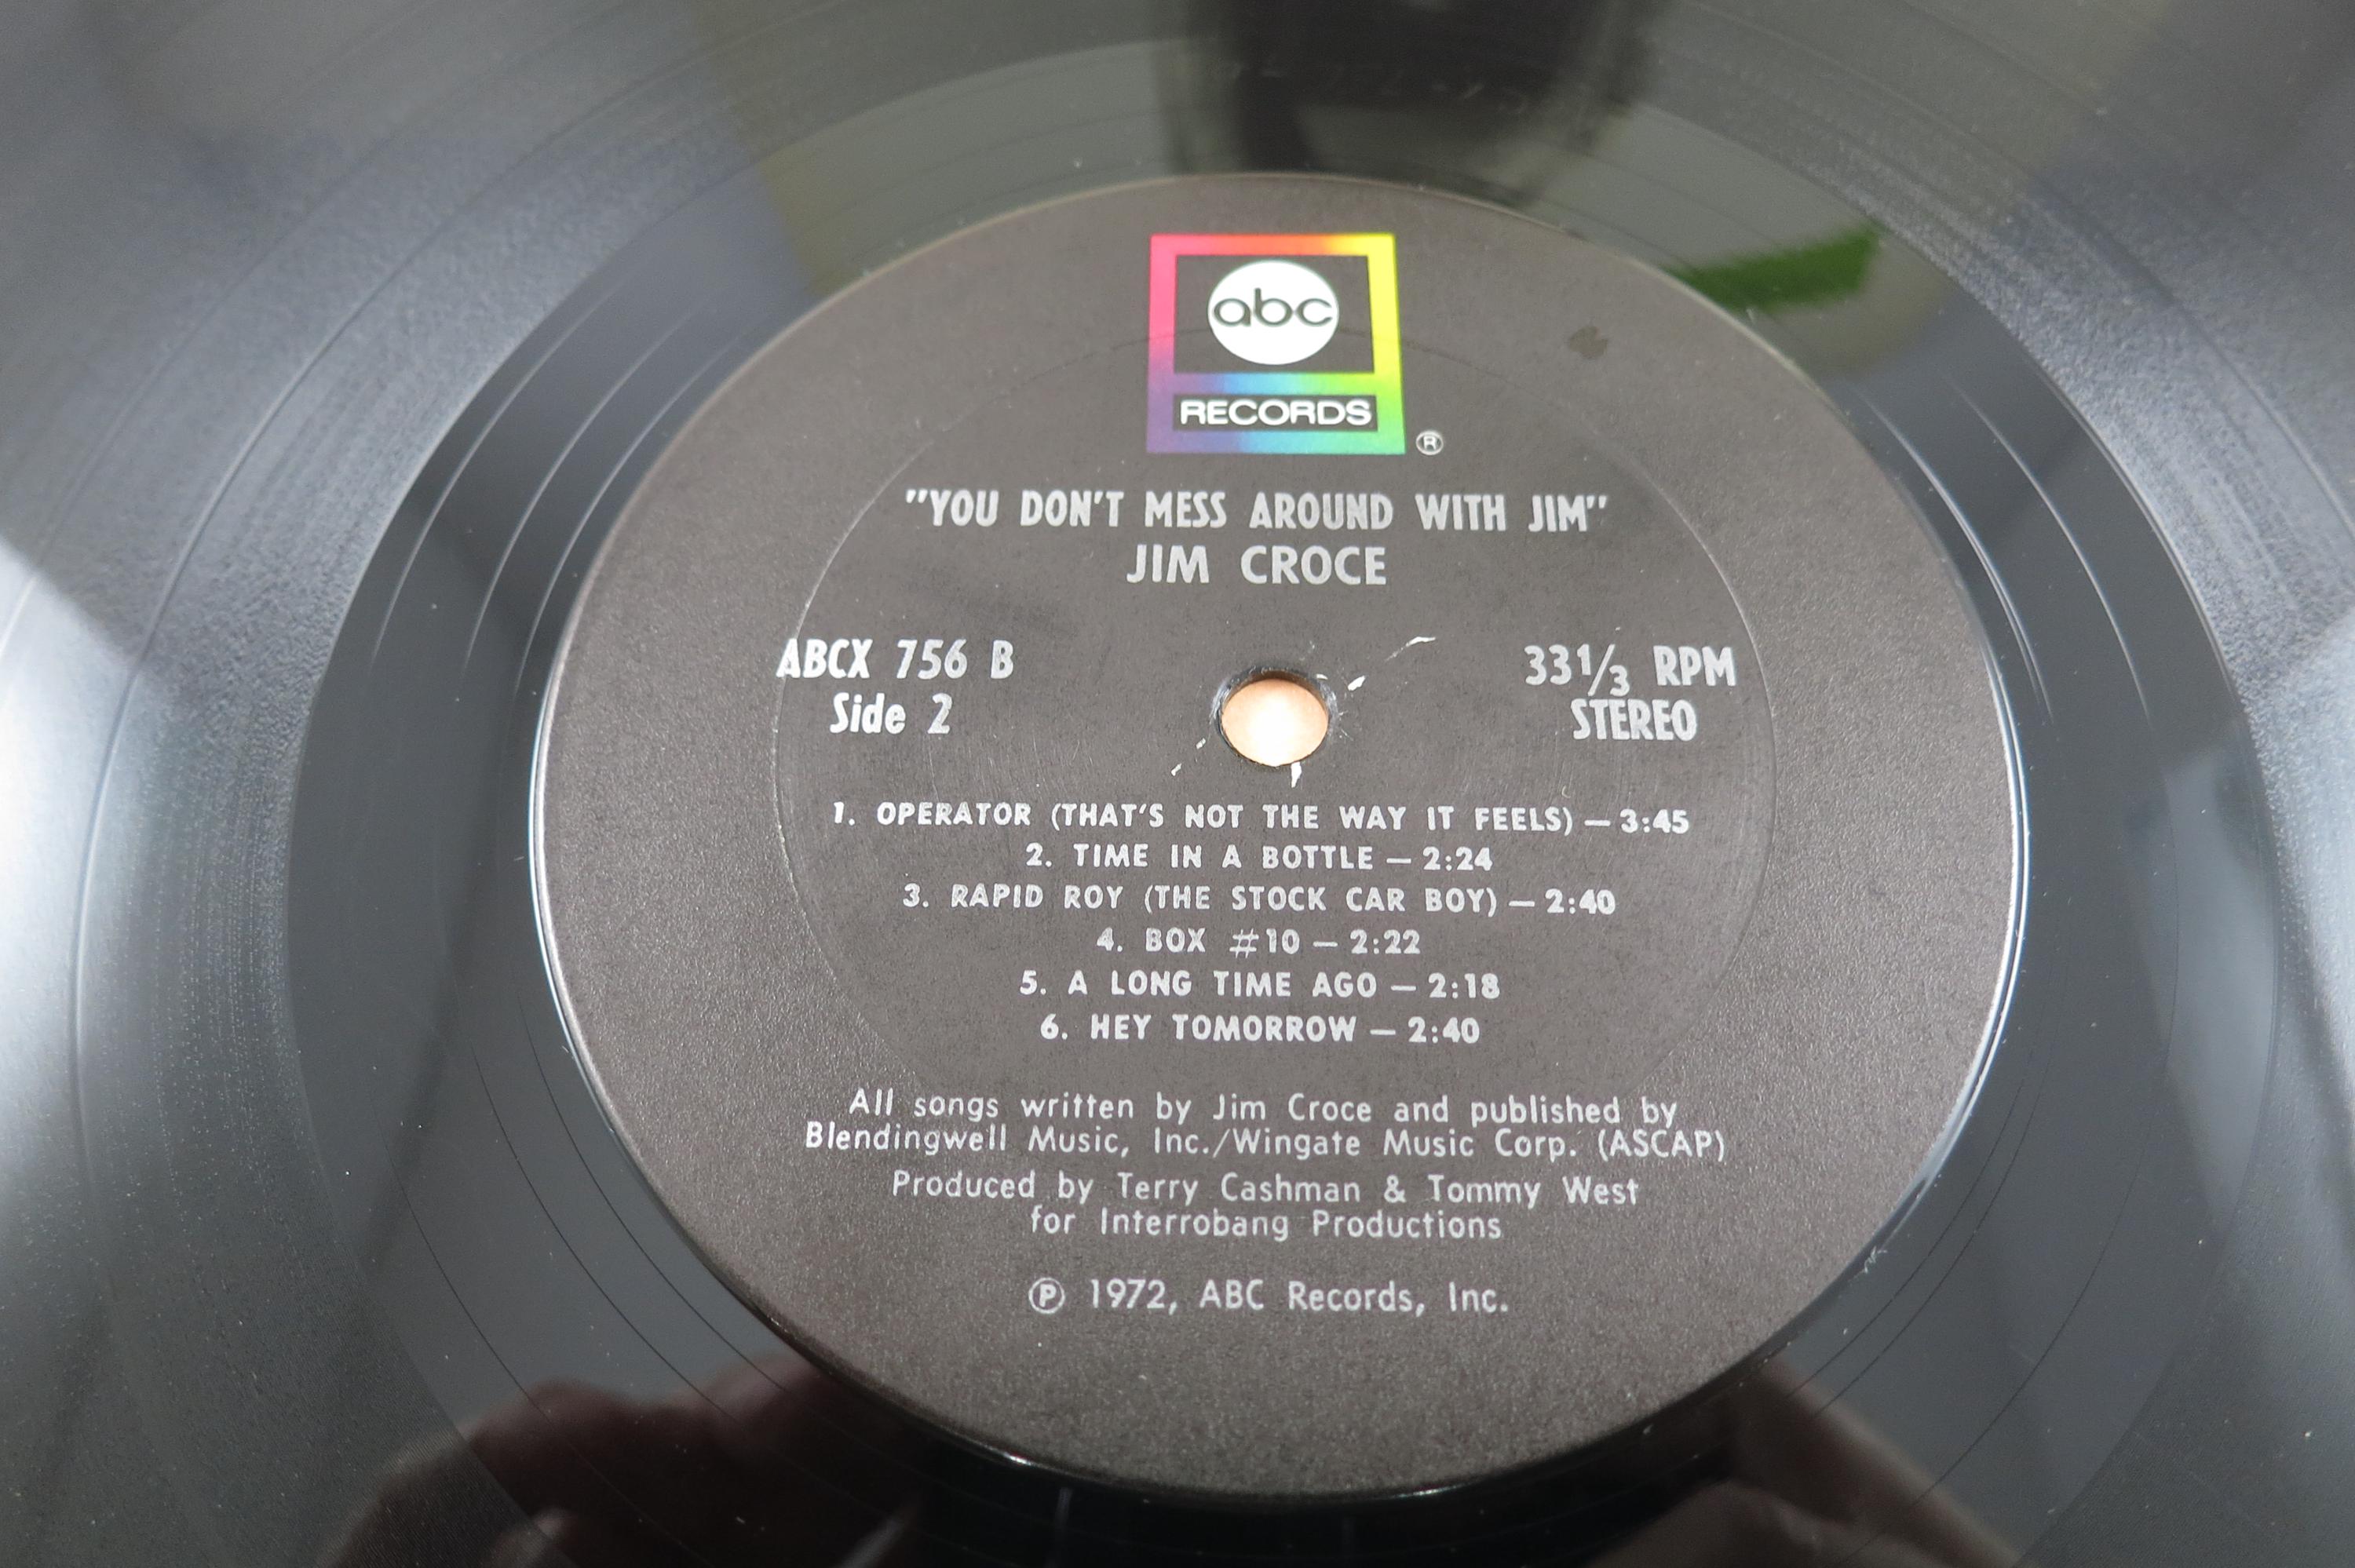 abc
RECORDS
®
"YOU DON'T MESS AROUND WITH JIM"
JIM CROCE
ABCX 756 B
Side 2
33 1/3 RPM
STEREO
1. OPERATOR (THAT'S NOT THE WAY IT FEELS) — 3:45
2. TIME IN A BOTTLE — 2:24
3. RAPID ROY (THE STOCK CAR BOY) — 2:40
4. BOX #10 — 2:22
5. A LONG TIME AGO — 2:18
6. HEY TOMORROW — 2:40
All songs written by Jim Croce and published by
Blendingwell Music, Inc./Wingate Music Corp. (ASCAP)
Produced by Terry Cashman & Tommy West
for Interrobang Productions
Ⓟ 1972, ABC Records, Inc.